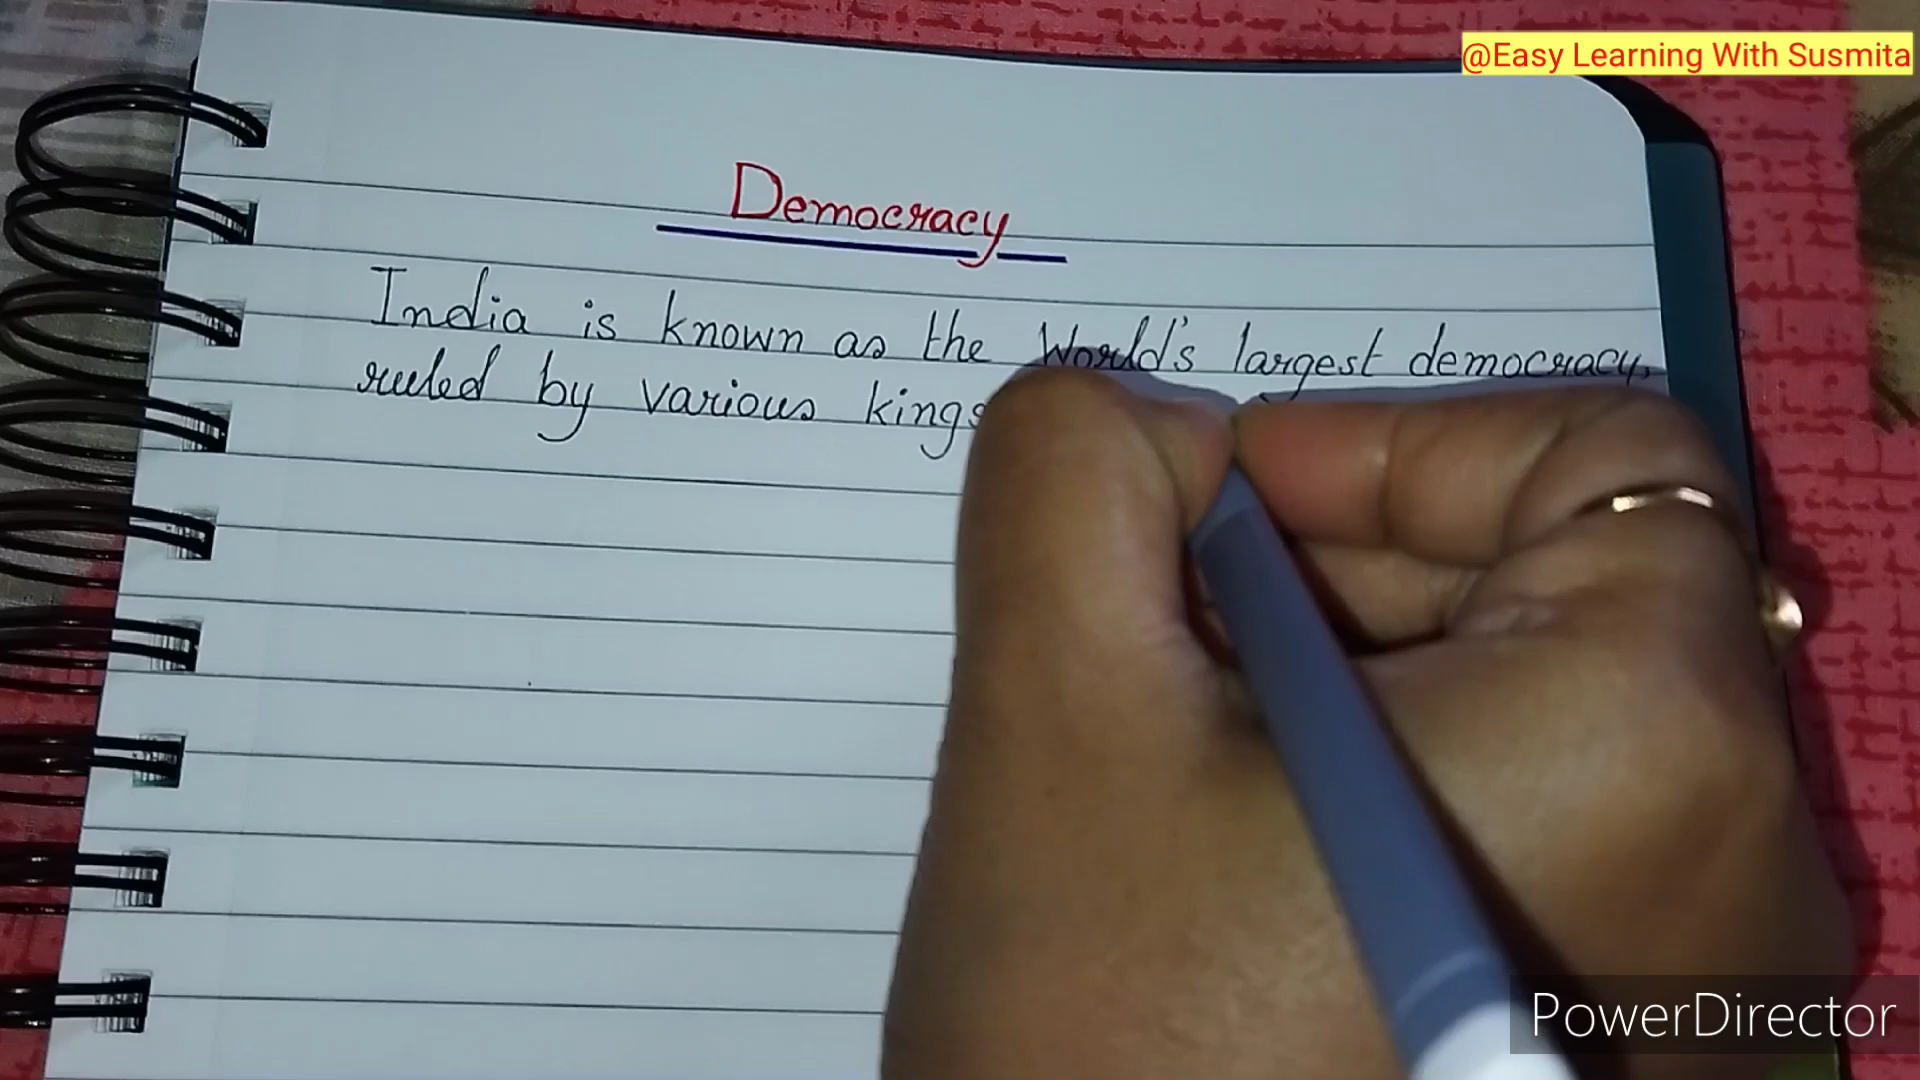 @Easy Learning With Susmita
Democracy
India is known as the World's largest democracy,
ruled by various kings
PowerDirector